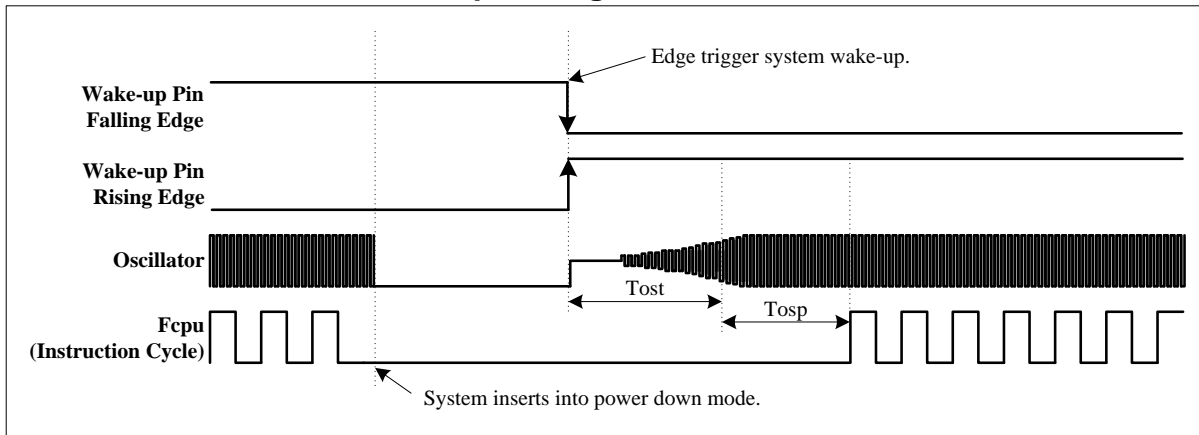 Edge trigger system wake-up.
Wake-up Pin
Falling Edge
Wake-up Pin
Rising Edge
Oscillator
Tost
Tosp
Fcpu
(Instruction Cycle)
System inserts into power down mode.